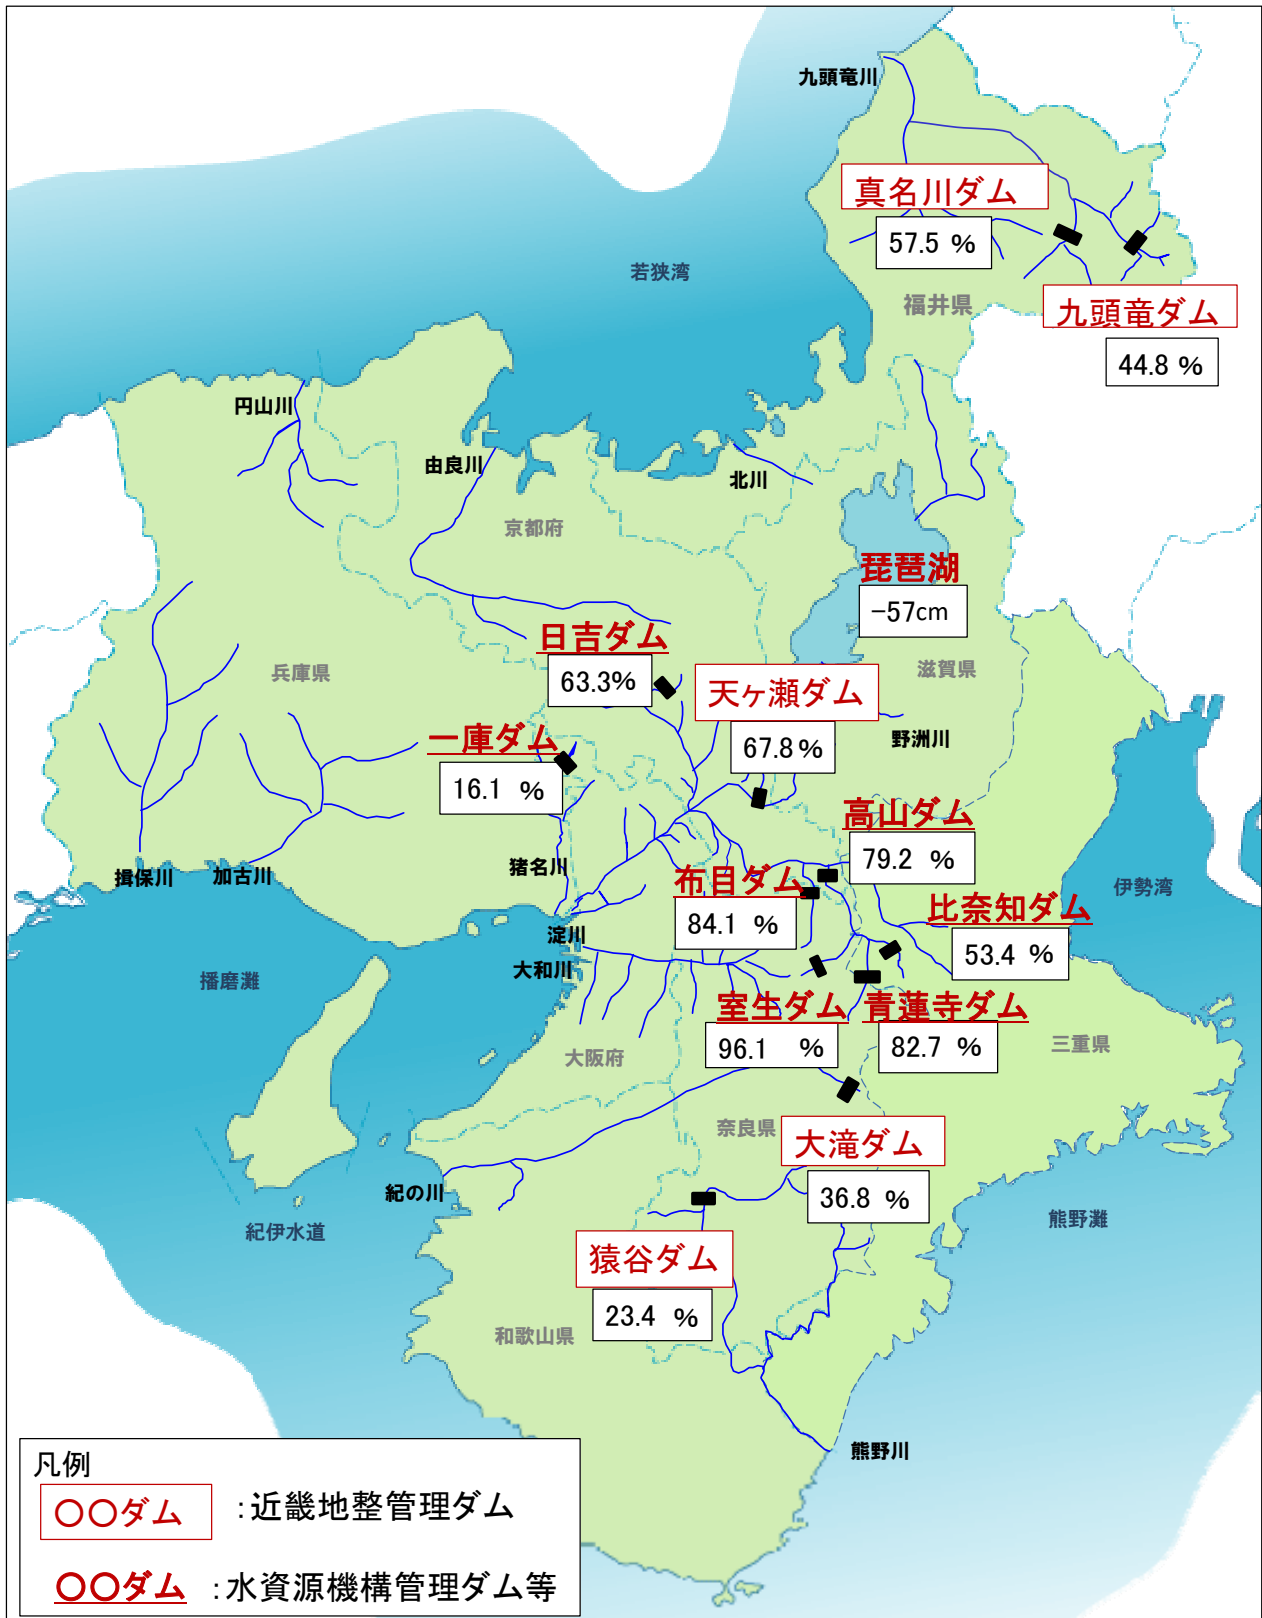 九頭竜川
真名川ダム
57.5 %
若狭湾
福井県
九頭竜ダム
44.8 %
円山川
由良川
北川
京都府
琵琶湖
-57cm
日吉ダム
63.3%
兵庫県
滋賀県
天ヶ瀬ダム
67.8%
野洲川
一庫ダム
16.1 %
高山ダム
79.2 %
猪名川
揖保川
加古川
布目ダム
84.1 %
伊勢湾
比奈知ダム
53.4 %
淀川
大和川
播磨灘
室生ダム
96.1 %
青蓮寺ダム
82.7 %
大阪府
三重県
奈良県
大滝ダム
36.8 %
紀の川
紀伊水道
熊野灘
猿谷ダム
23.4 %
和歌山県
熊野川
凡例
〇〇ダム :近畿地整管理ダム
〇〇ダム :水資源機構管理ダム等